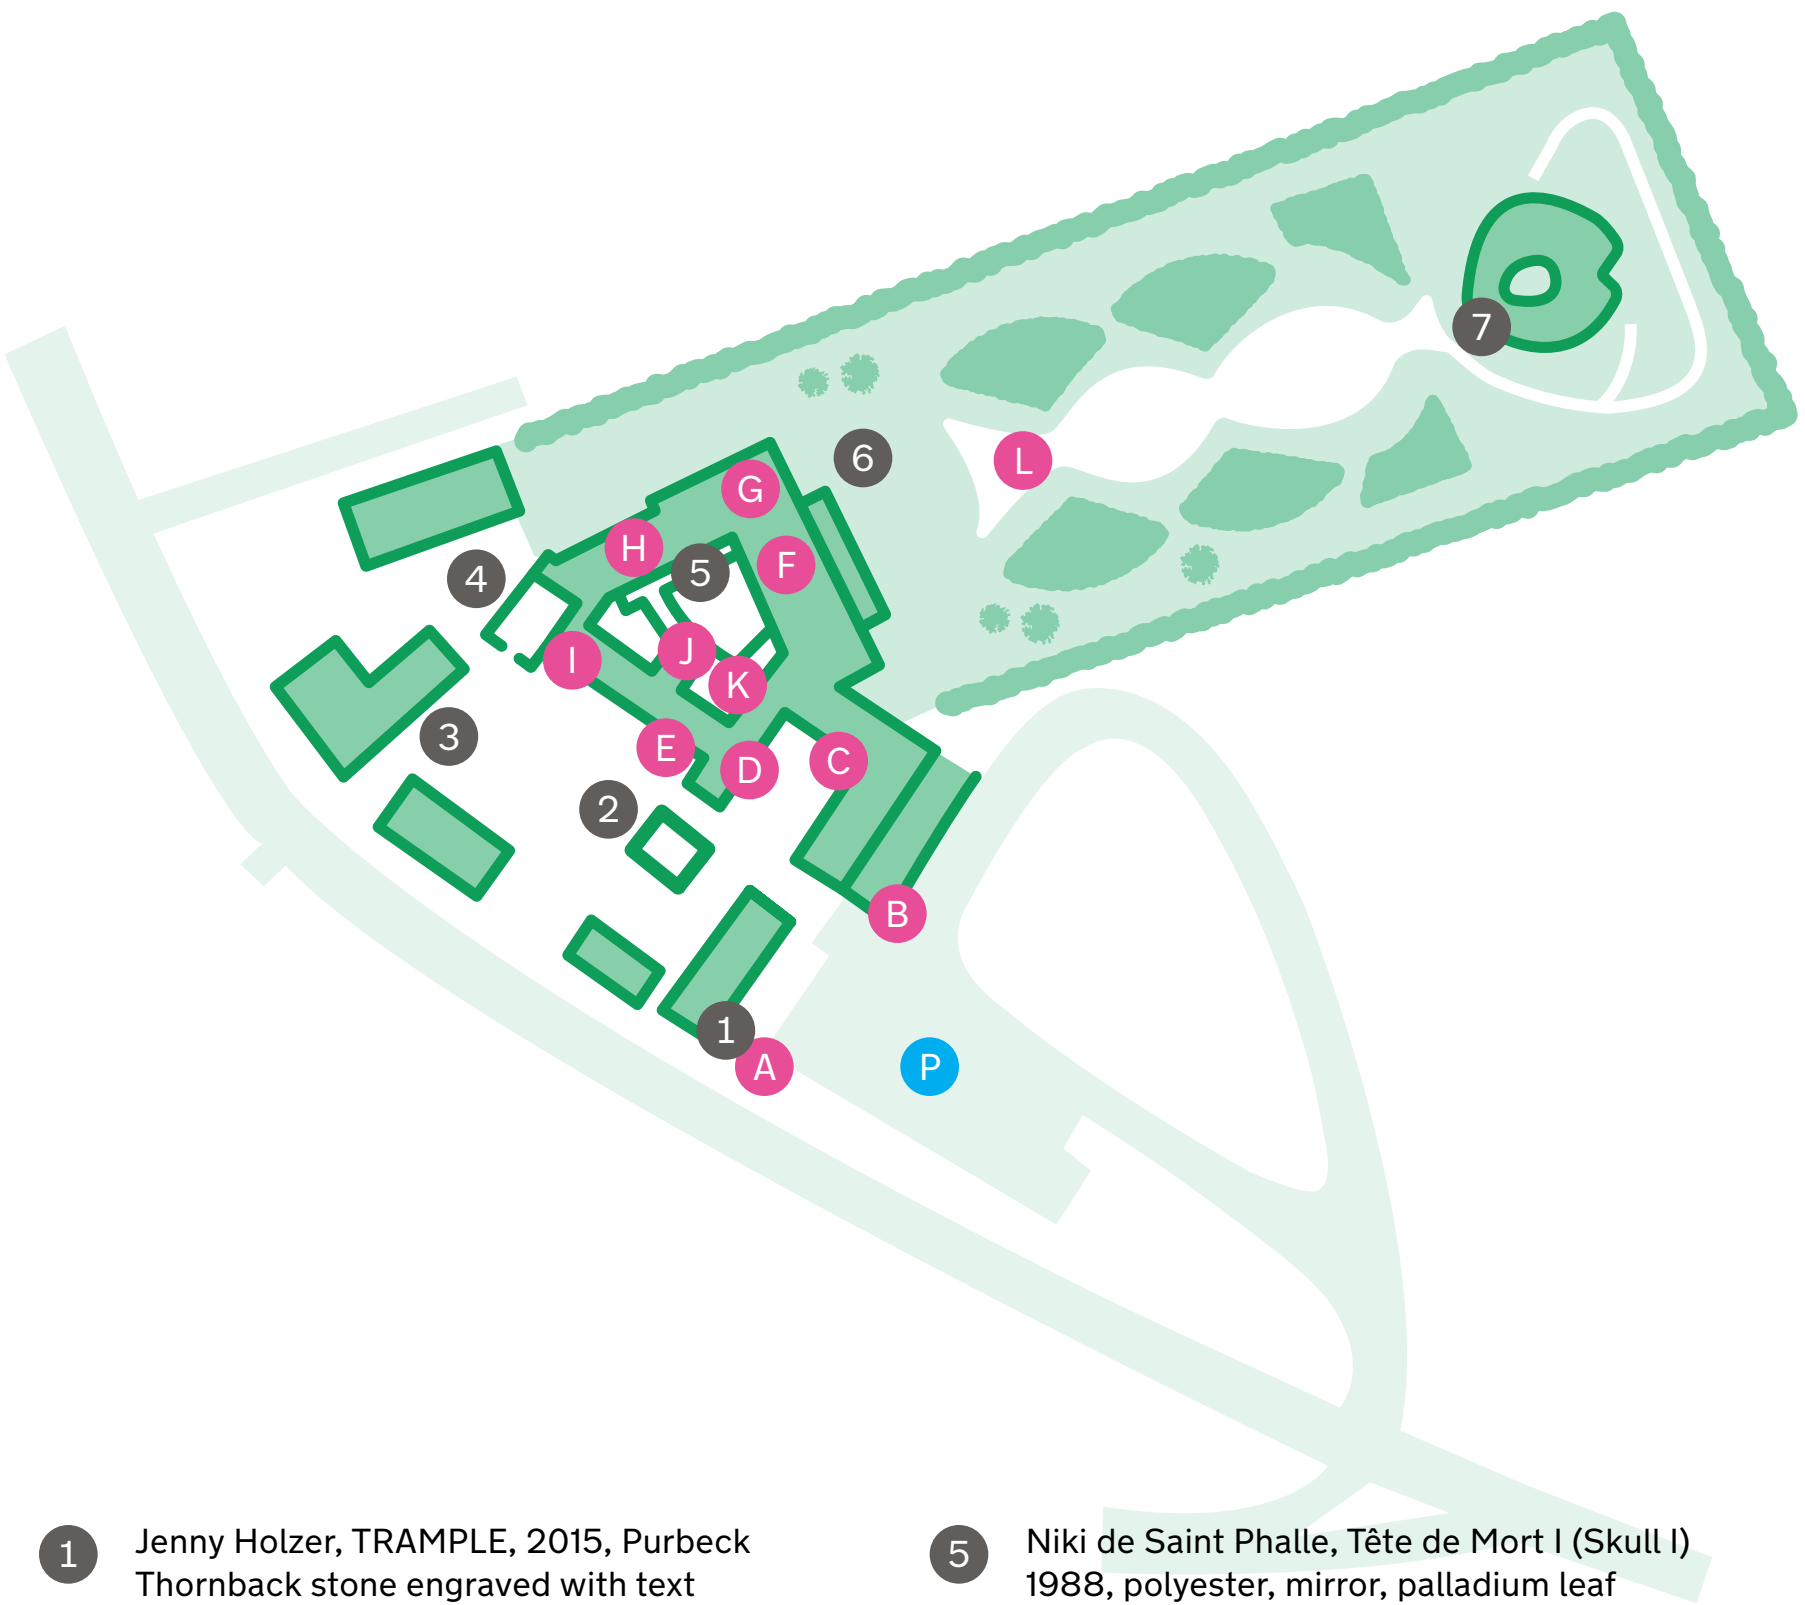 7
6
L
G
H
5
F
4
I
J
K
3
E
D
C
2
B
1
A
P
1
Jenny Holzer, TRAMPLE, 2015, Purbeck
Thornback stone engraved with text
5
Niki de Saint Phalle, Tête de Mort I (Skull I)
1988, polyester, mirror, palladium leaf